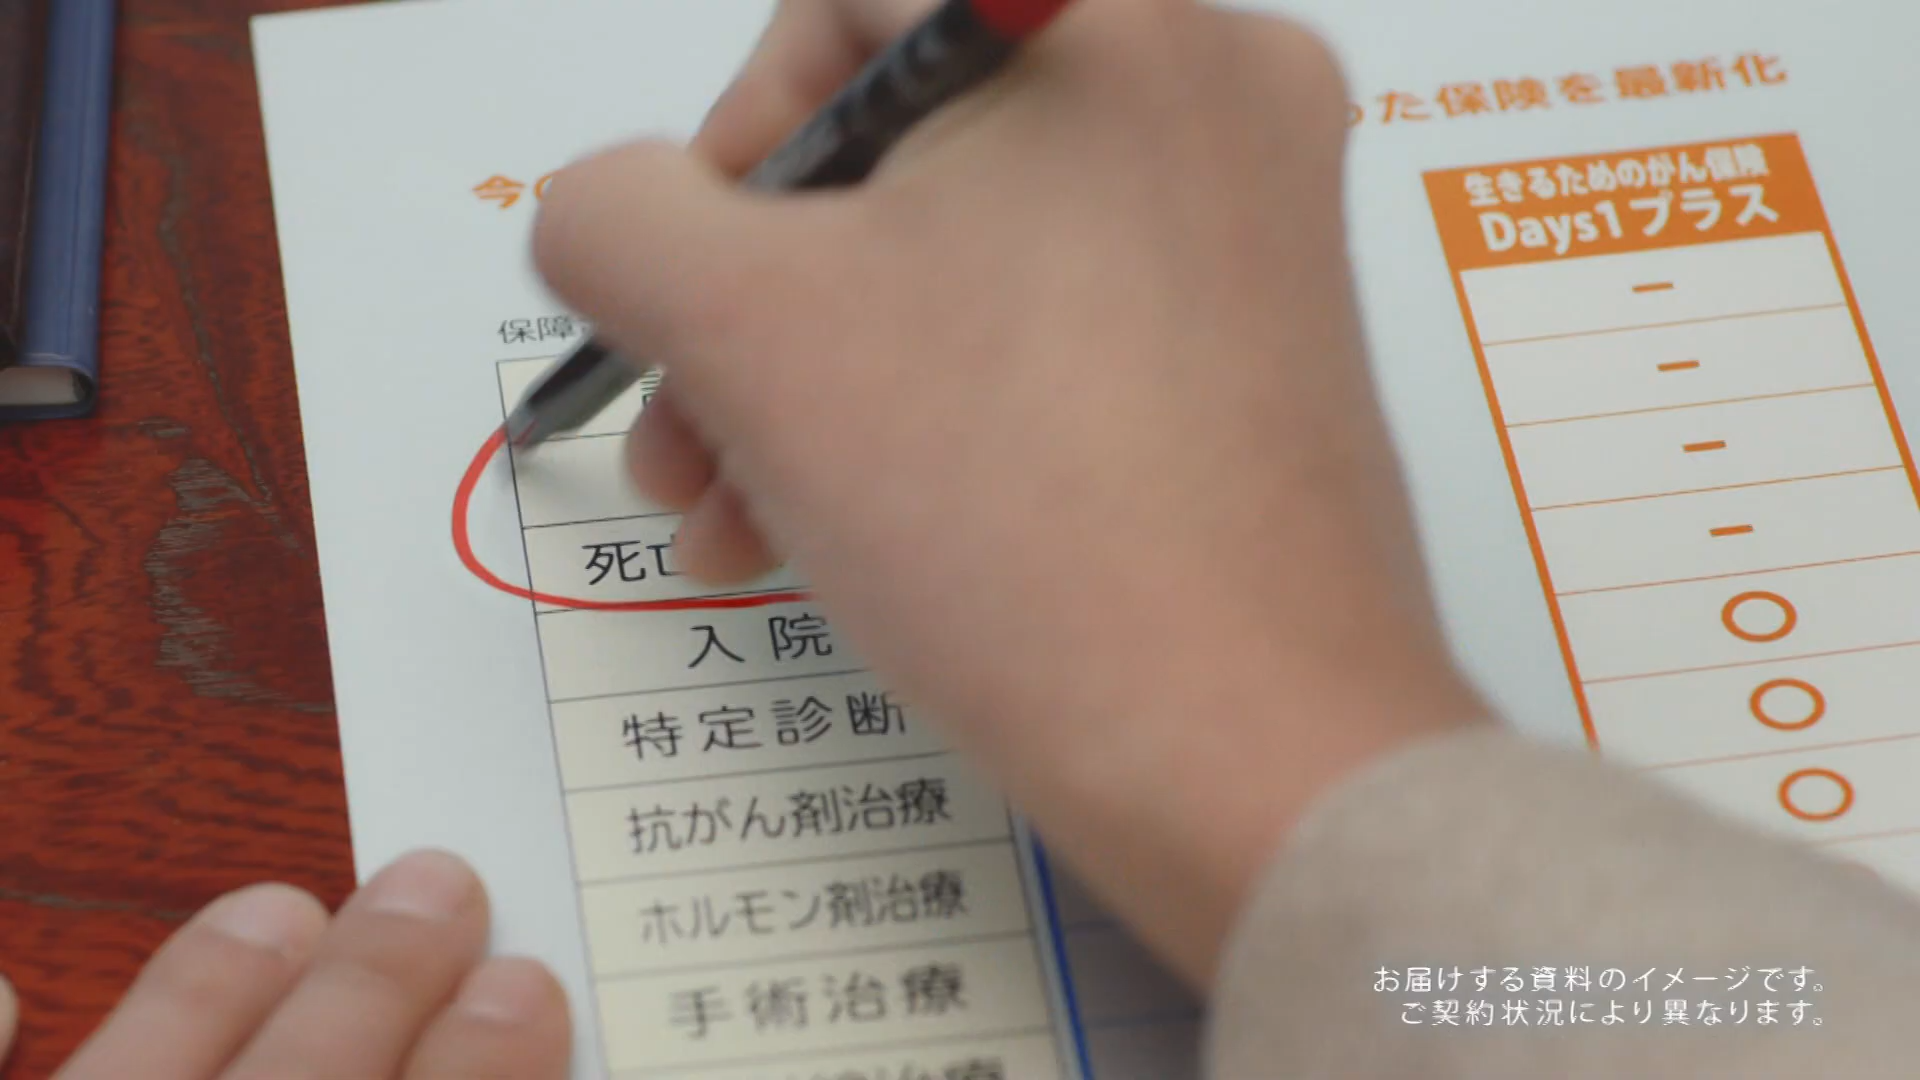 今
った保険を最新化
生きるためのがん保険
Days1プラス
保障
死亡
入院
特定診断
抗がん剤治療
ホルモン剤治療
手術治療
お届けする資料のイメージです。
ご契約状況により異なります。